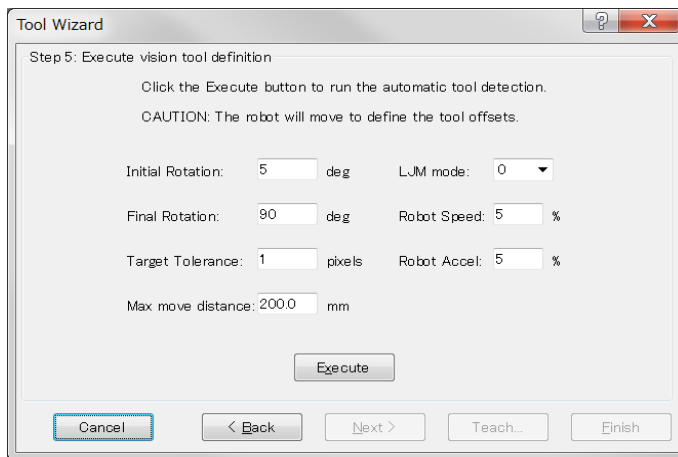 Tool Wizard
?
X
Step 5: Execute vision tool definition
Click the Execute button to run the automatic tool detection.
CAUTION: The robot will move to define the tool offsets.
Initial Rotation: 5 deg LJM mode: 0
Final Rotation: 90 deg Robot Speed: 5 %
Target Tolerance: 1 pixels Robot Accel: 5 %
Max move distance: 200.0 mm
Execute
Cancel < Back Next > Teach... Finish